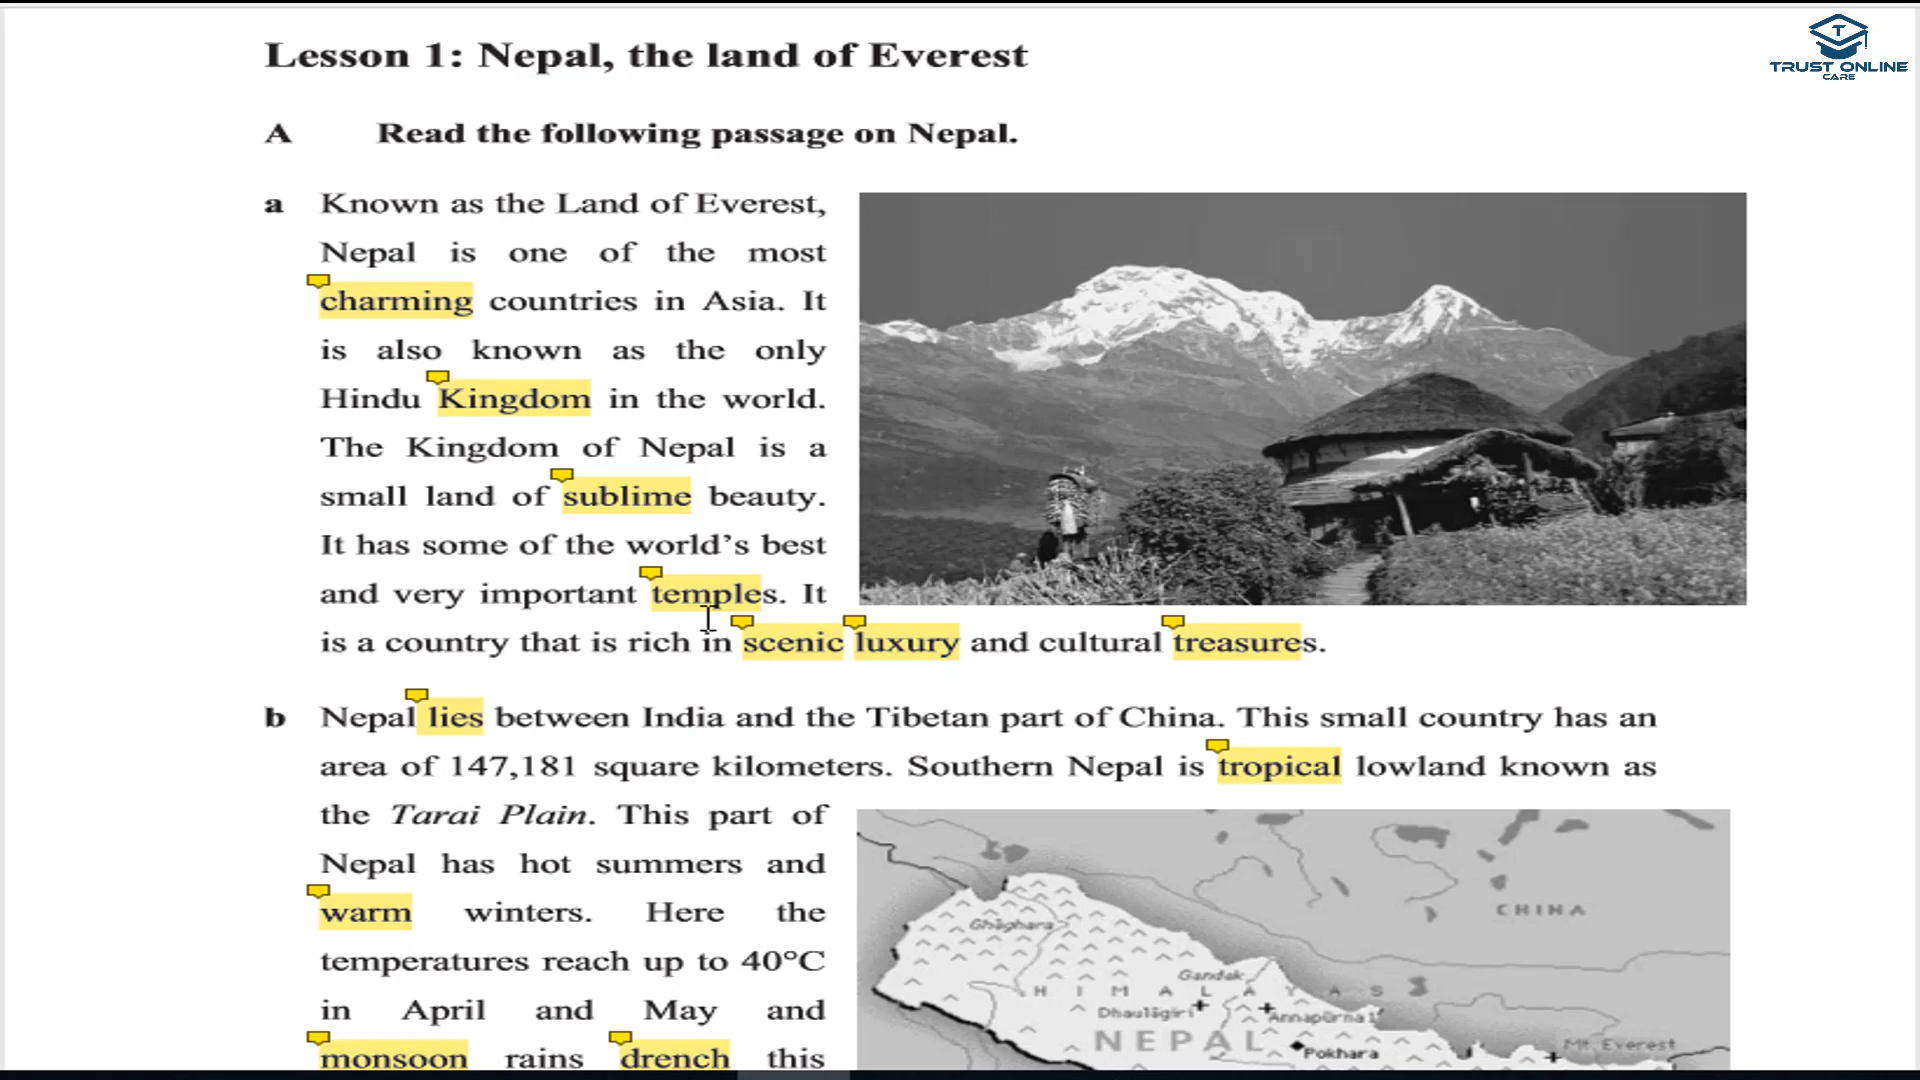 Lesson 1: Nepal, the land of Everest
TRUST ONLINE
CARE
A Read the following passage on Nepal.
a Known as the Land of Everest,
Nepal is one of the most
charming countries in Asia. It
is also known as the only
Hindu Kingdom in the world.
The Kingdom of Nepal is a
small land of sublime beauty.
It has some of the world's best
and very important temples. It
is a country that is rich in scenic luxury and cultural treasures.
b Nepal lies between India and the Tibetan part of China. This small country has an
area of 147,181 square kilometers. Southern Nepal is tropical lowland known as
the Tarai Plain. This part of
Nepal has hot summers and
warm winters. Here the
temperatures reach up to 40°C
in April and May and
monsoon rains drench this
CHINA
Ghāghara
Gandak
HIMALAYAS
Dhaulāgiri
Annapūrna 1
NEPAL
Pokhara
Mt. Everest